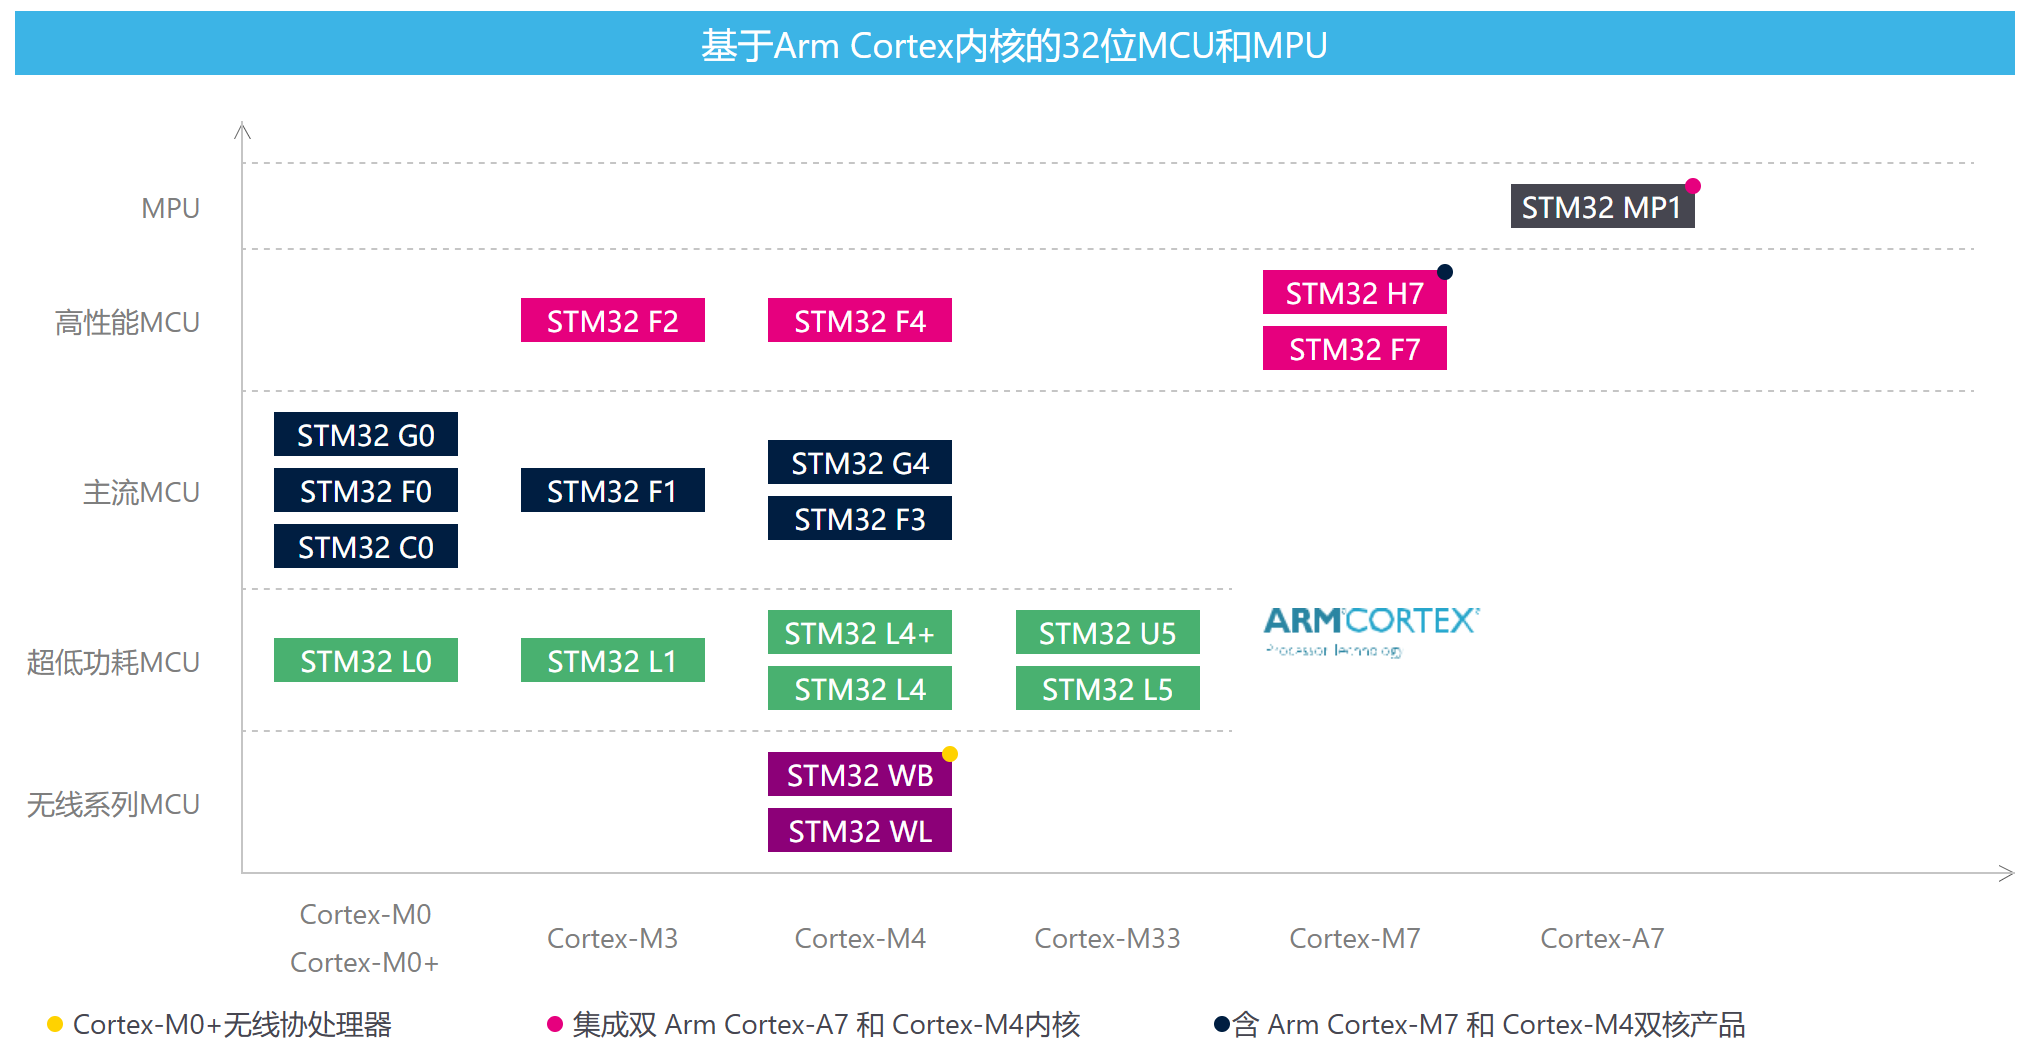 基于Arm Cortex内核的32位MCU和MPU
MPU
STM32 MP1
高性能MCU
STM32 F2
STM32 F4
STM32 H7
STM32 F7
主流MCU
STM32 G0
STM32 F0
STM32 C0
STM32 F1
STM32 G4
STM32 F3
超低功耗MCU
STM32 L0
STM32 L1
STM32 L4+
STM32 L4
STM32 U5
STM32 L5
ARM®CORTEX®
Processor Technology
无线系列MCU
STM32 WB
STM32 WL
Cortex-M0
Cortex-M0+
Cortex-M3
Cortex-M4
Cortex-M33
Cortex-M7
Cortex-A7
Cortex-M0+无线协处理器
集成双 Arm Cortex-A7 和 Cortex-M4内核
含 Arm Cortex-M7 和 Cortex-M4双核产品